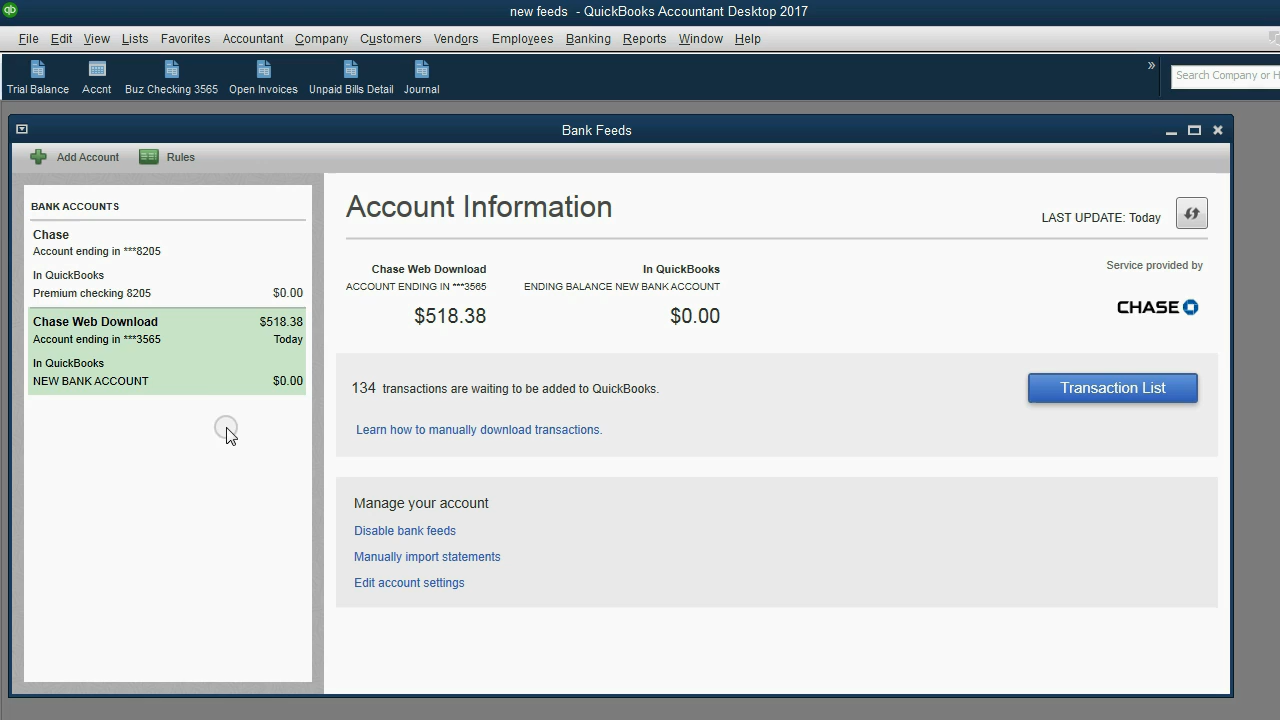 qb
new feeds - QuickBooks Accountant Desktop 2017
File Edit View Lists Favorites Accountant Company Customers Vendors Employees Banking Reports Window Help
Trial Balance Accnt Buz Checking 3565 Open Invoices Unpaid Bills Detail Journal » Search Company or H
Bank Feeds
Add Account Rules
BANK ACCOUNTS
Chase
Account ending in ***8205
In QuickBooks
Premium checking 8205 $0.00
Chase Web Download $518.38
Account ending in ***3565 Today
In QuickBooks
NEW BANK ACCOUNT $0.00
Account Information
LAST UPDATE: Today
Chase Web Download In QuickBooks
ACCOUNT ENDING IN ***3565 ENDING BALANCE NEW BANK ACCOUNT
$518.38 $0.00
Service provided by
CHASE
134 transactions are waiting to be added to QuickBooks.
Transaction List
Learn how to manually download transactions.
Manage your account
Disable bank feeds
Manually import statements
Edit account settings